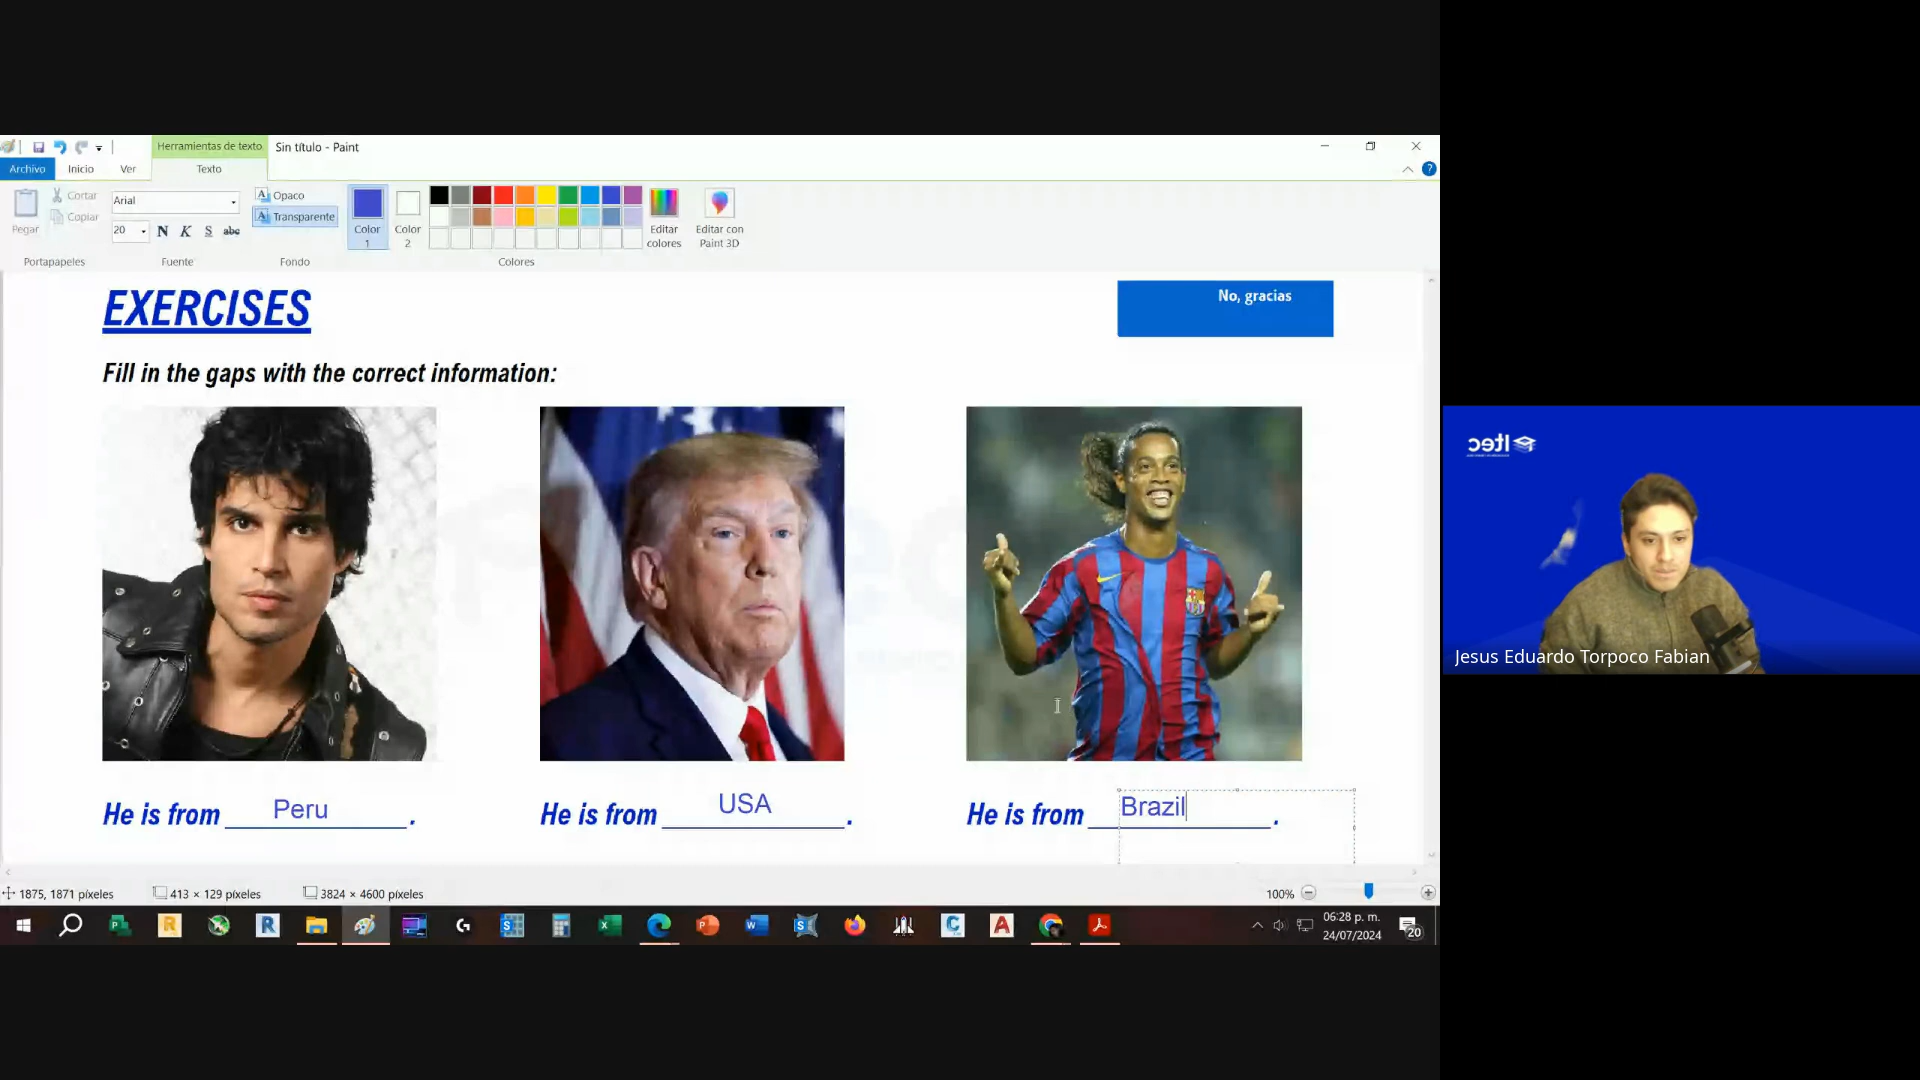 Herramientas de texto
Sin título - Paint
Archivo
Inicio
Ver
Texto
Pegar
Cortar
Copiar
Portapapeles
Arial
20
N K S abc
Fuente
Opaco
Transparente
Fondo
Color
1
Color
2
Colores
Editar
colores
Editar con
Paint 3D
EXERCISES
No, gracias
Fill in the gaps with the correct information:
He is from Peru.
He is from USA.
He is from Brazil.
Itec
Jesus Eduardo Torpoco Fabian
1875, 1871 píxeles
413 × 129 píxeles
3824 × 4600 píxeles
100%
06:28 p. m.
24/07/2024
20